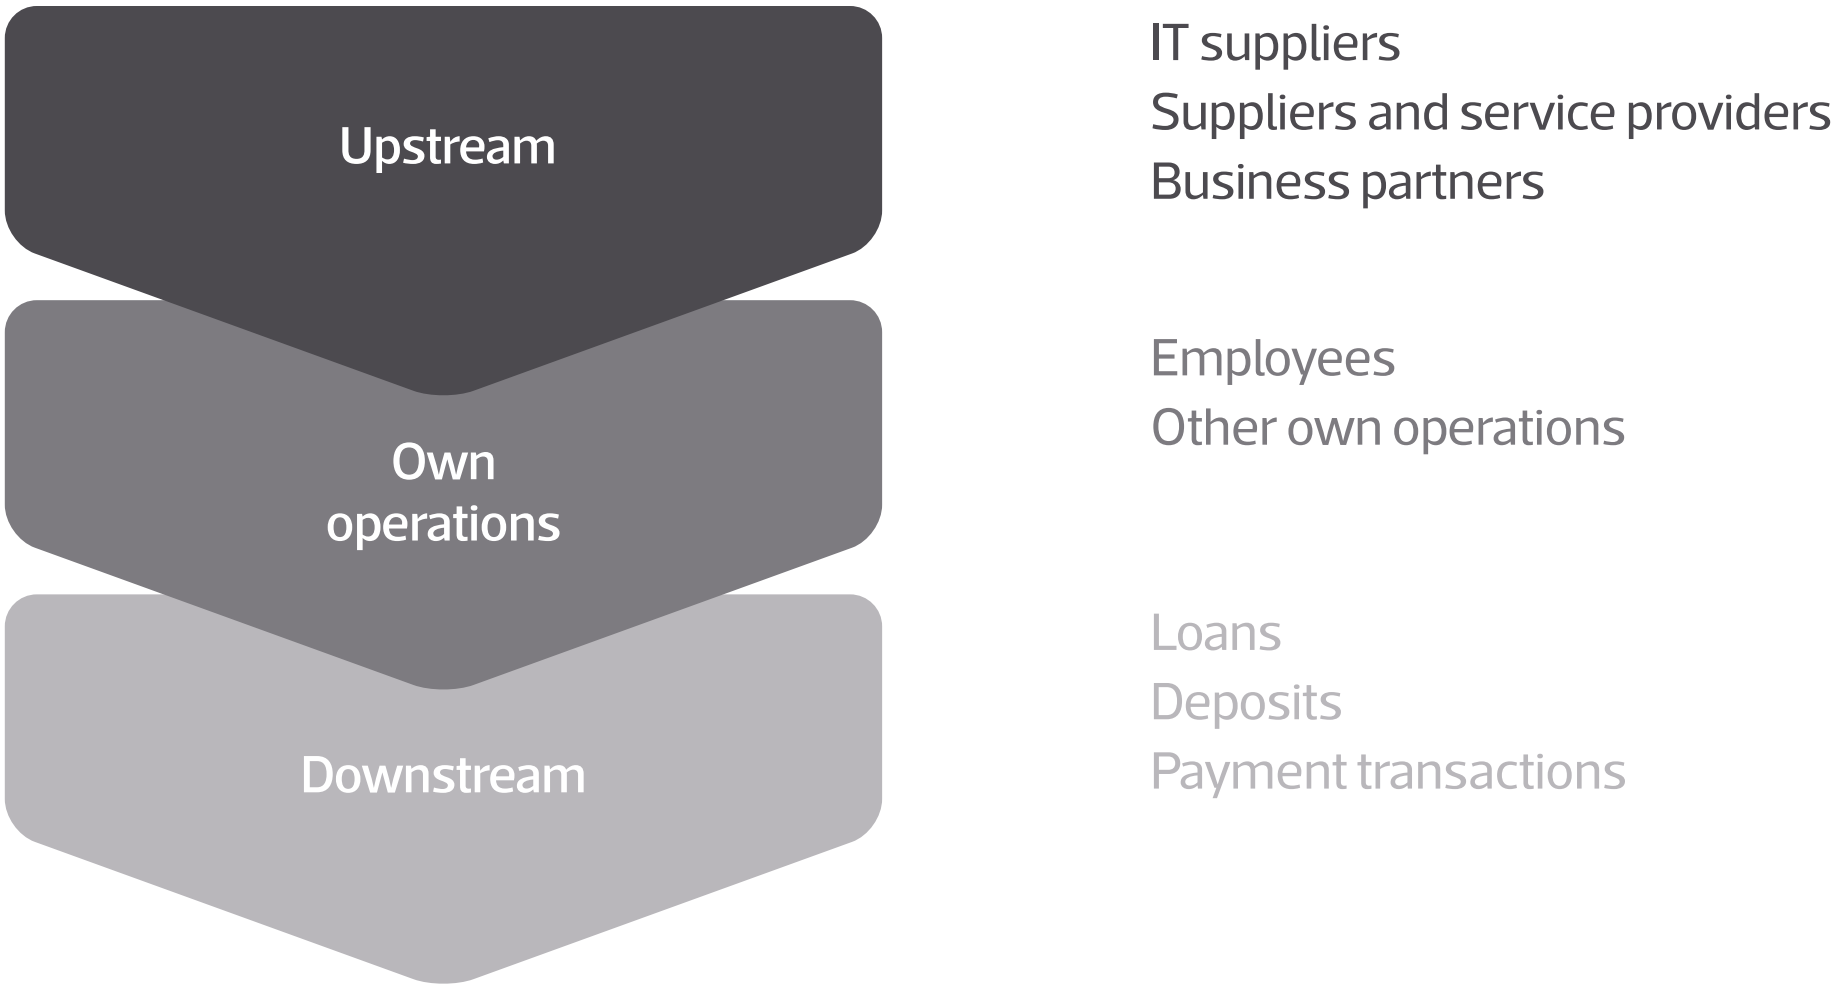 Upstream
IT suppliers
Suppliers and service providers
Business partners
Own
operations
Employees
Other own operations
Downstream
Loans
Deposits
Payment transactions